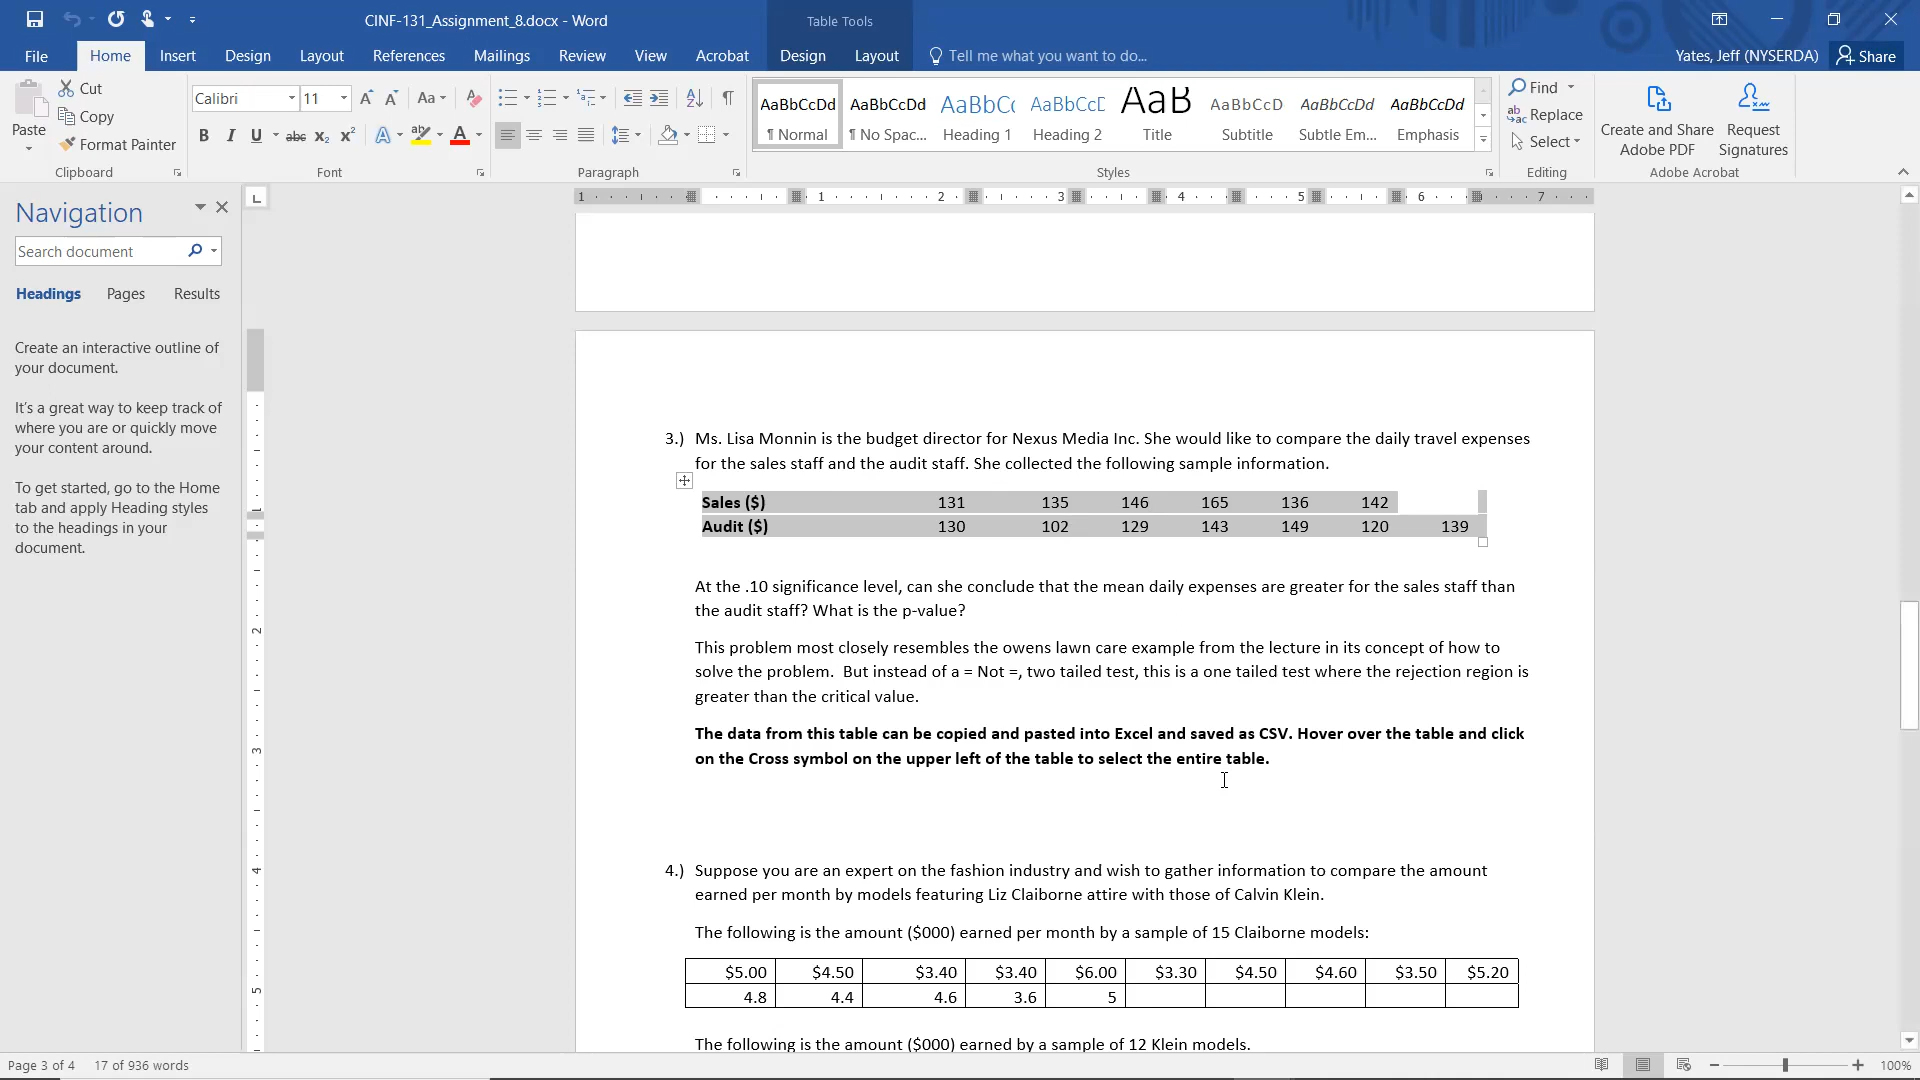 CINF-131_Assignment_8.docx - Word
Table Tools
File Home Insert Design Layout References Mailings Review View Acrobat Design Layout Tell me what you want to do... Yates, Jeff (NYSERDA) Share
Paste
Cut
Copy
Format Painter
Clipboard
Calibri 11
Font
Paragraph
AaBbCcDd AaBbCcDd AaBbCc AaBbCcC AaB AaBbCcD AaBbCcDd AaBbCcDd
¶ Normal ¶ No Spac... Heading 1 Heading 2 Title Subtitle Subtle Em... Emphasis
Styles
Find
Replace
Select
Editing
Create and Share
Adobe PDF
Request
Signatures
Adobe Acrobat
Navigation
Search document
Headings Pages Results
Create an interactive outline of
your document.
It's a great way to keep track of
where you are or quickly move
your content around.
To get started, go to the Home
tab and apply Heading styles
to the headings in your
document.
1 1 2 3 4 5 6 7
1
2
3
4
5
3.) Ms. Lisa Monnin is the budget director for Nexus Media Inc. She would like to compare the daily travel expenses
for the sales staff and the audit staff. She collected the following sample information.
Sales ($) 131 135 146 165 136 142
Audit ($) 130 102 129 143 149 120 139
At the .10 significance level, can she conclude that the mean daily expenses are greater for the sales staff than
the audit staff? What is the p-value?
This problem most closely resembles the owens lawn care example from the lecture in its concept of how to
solve the problem.  But instead of a = Not =, two tailed test, this is a one tailed test where the rejection region is
greater than the critical value.
The data from this table can be copied and pasted into Excel and saved as CSV. Hover over the table and click
on the Cross symbol on the upper left of the table to select the entire table.
4.) Suppose you are an expert on the fashion industry and wish to gather information to compare the amount
earned per month by models featuring Liz Claiborne attire with those of Calvin Klein.
The following is the amount ($000) earned per month by a sample of 15 Claiborne models:
$5.00 $4.50 $3.40 $3.40 $6.00 $3.30 $4.50 $4.60 $3.50 $5.20
4.8 4.4 4.6 3.6 5
The following is the amount ($000) earned by a sample of 12 Klein models.
Page 3 of 4 17 of 936 words 100%